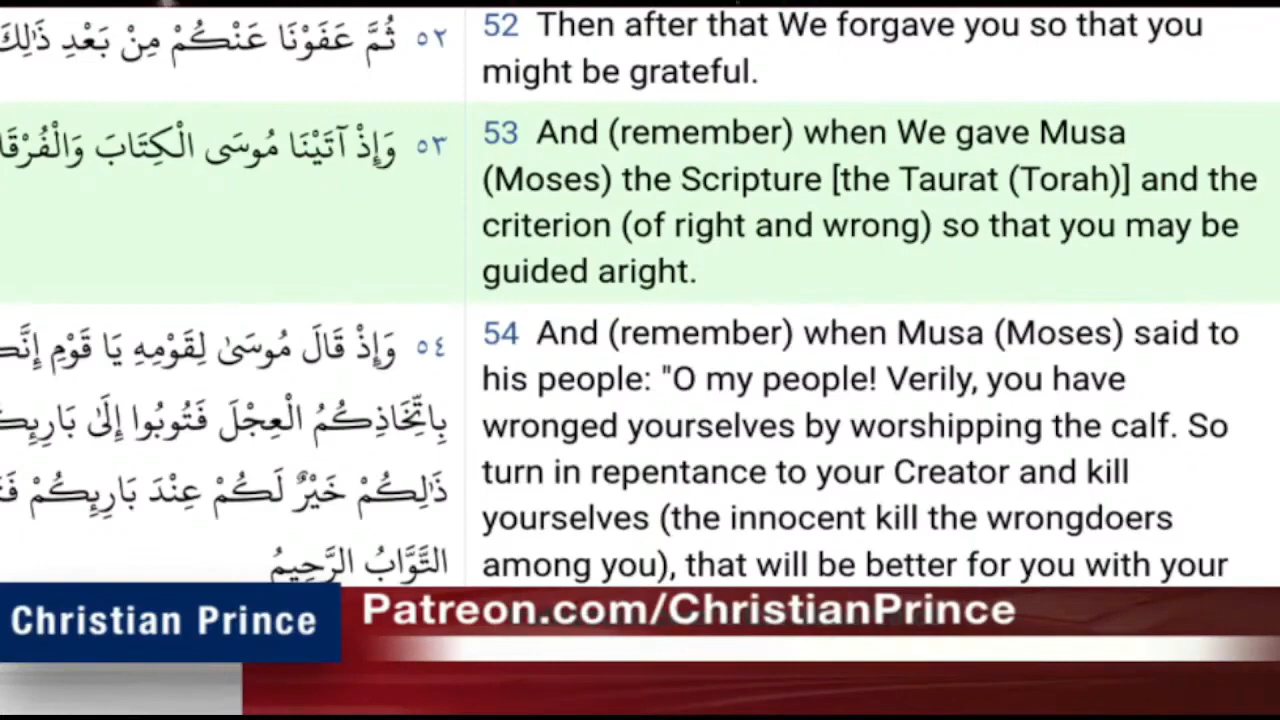 ٥٢ ثُمَّ عَفَوْنَا عَنْكُمْ مِنْ بَعْدِ ذَٰلِكَ
52 Then after that We forgave you so that you
might be grateful.
٥٣ وَإِذْ آتَيْنَا مُوسَى الْكِتَابَ وَالْفُرْقَا
53 And (remember) when We gave Musa
(Moses) the Scripture [the Taurat (Torah)] and the
criterion (of right and wrong) so that you may be
guided aright.
٥٤ وَإِذْ قَالَ مُوسَىٰ لِقَوْمِهِ يَا قَوْمِ
بِاتِّخَاذِكُمُ الْعِجْلَ فَتُوبُوا إِلَىٰ
ذَٰلِكُمْ خَيْرٌ لَكُمْ عِنْدَ بَارِئِكُمْ
التَّوَّابُ الرَّحِيمُ
54 And (remember) when Musa (Moses) said to
his people: "O my people! Verily, you have
wronged yourselves by worshipping the calf. So
turn in repentance to your Creator and kill
yourselves (the innocent kill the wrongdoers
among you), that will be better for you with your
Christian Prince
Patreon.com/ChristianPrince